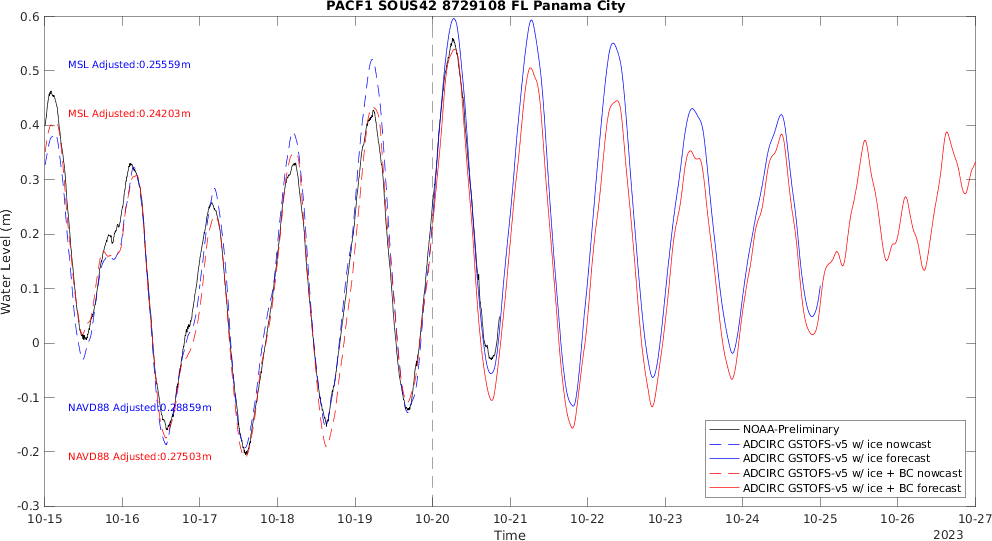 PACF1 SOUS42 8729108 FL Panama City
0.6
0.5
0.4
0.3
0.2
0.1
0
-0.1
-0.2
-0.3
Water Level (m)
MSL Adjusted:0.25559m
MSL Adjusted:0.24203m
NAVD88 Adjusted:0.28859m
NAVD88 Adjusted:0.27503m
NOAA-Preliminary
ADCIRC GSTOFS-v5 w/ ice nowcast
ADCIRC GSTOFS-v5 w/ ice forecast
ADCIRC GSTOFS-v5 w/ ice + BC nowcast
ADCIRC GSTOFS-v5 w/ ice + BC forecast
10-15 10-16 10-17 10-18 10-19 10-20 10-21 10-22 10-23 10-24 10-25 10-26 10-27
Time
2023